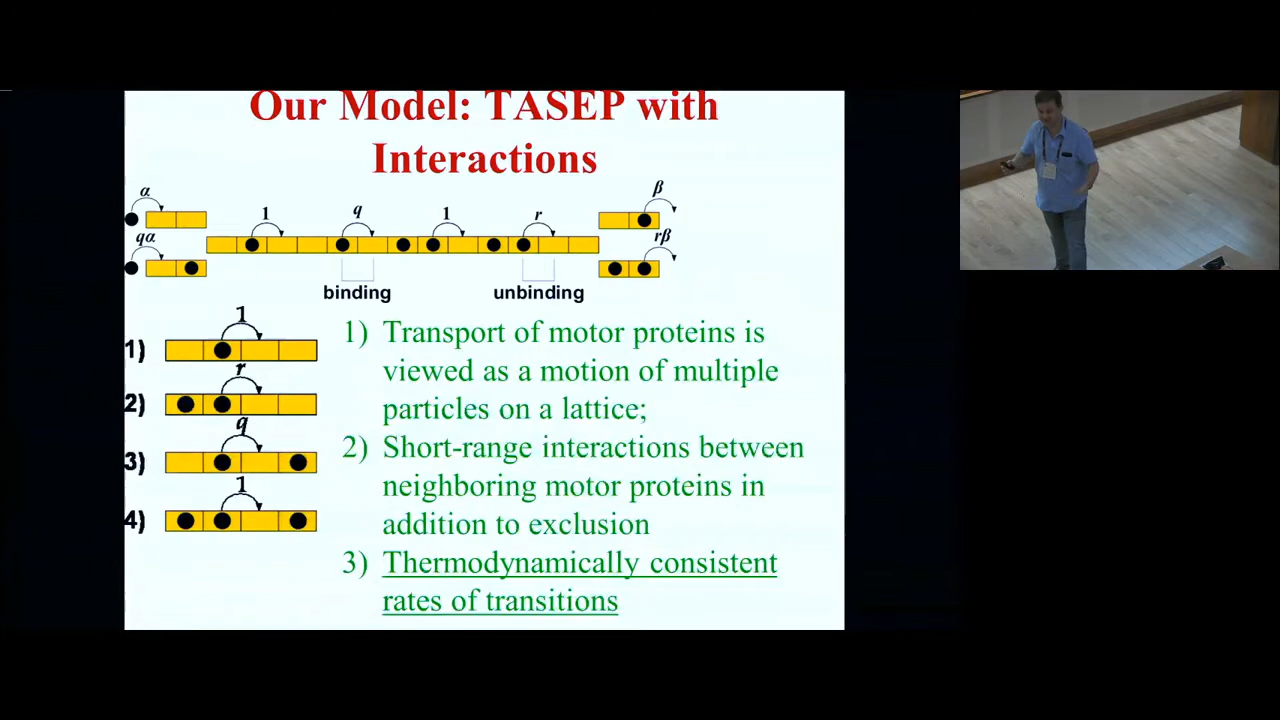 Our Model: TASEP with
Interactions
α
1
q
1
r
β
qα
rβ
binding
unbinding
1)
1
2)
r
3)
q
4)
1
1) Transport of motor proteins is
viewed as a motion of multiple
particles on a lattice;
2) Short-range interactions between
neighboring motor proteins in
addition to exclusion
3) Thermodynamically consistent
rates of transitions